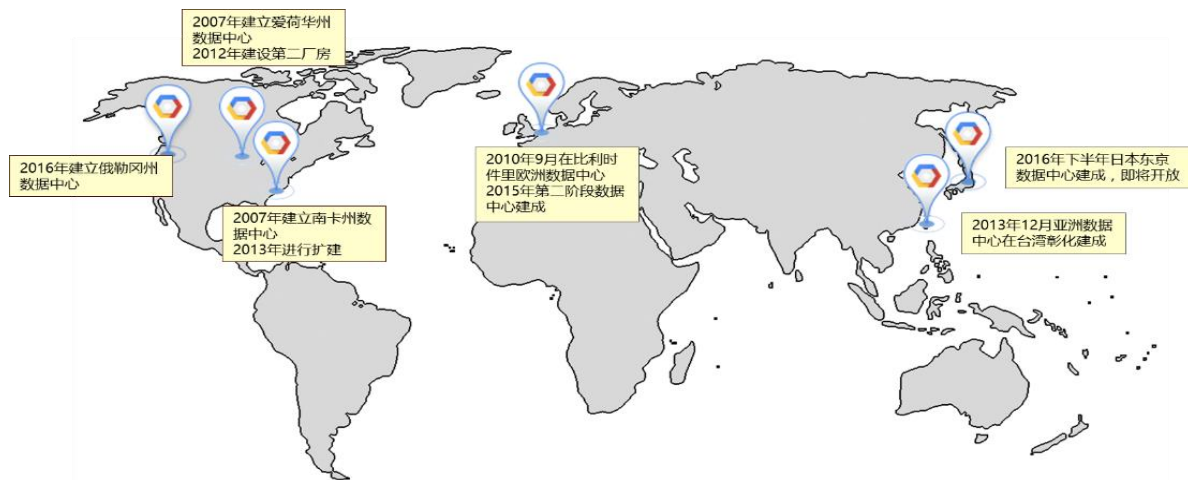 2007年建立爱荷华州
数据中心
2012年建设第二厂房
2016年建立俄勒冈州
数据中心
2007年建立南卡州数
据中心
2013年进行扩建
2010年9月在比利时
件里欧洲数据中心
2015年第二阶段数据
中心建成
2016年下半年日本东京
数据中心建成，即将开放
2013年12月亚洲数据
中心在台湾彰化建成